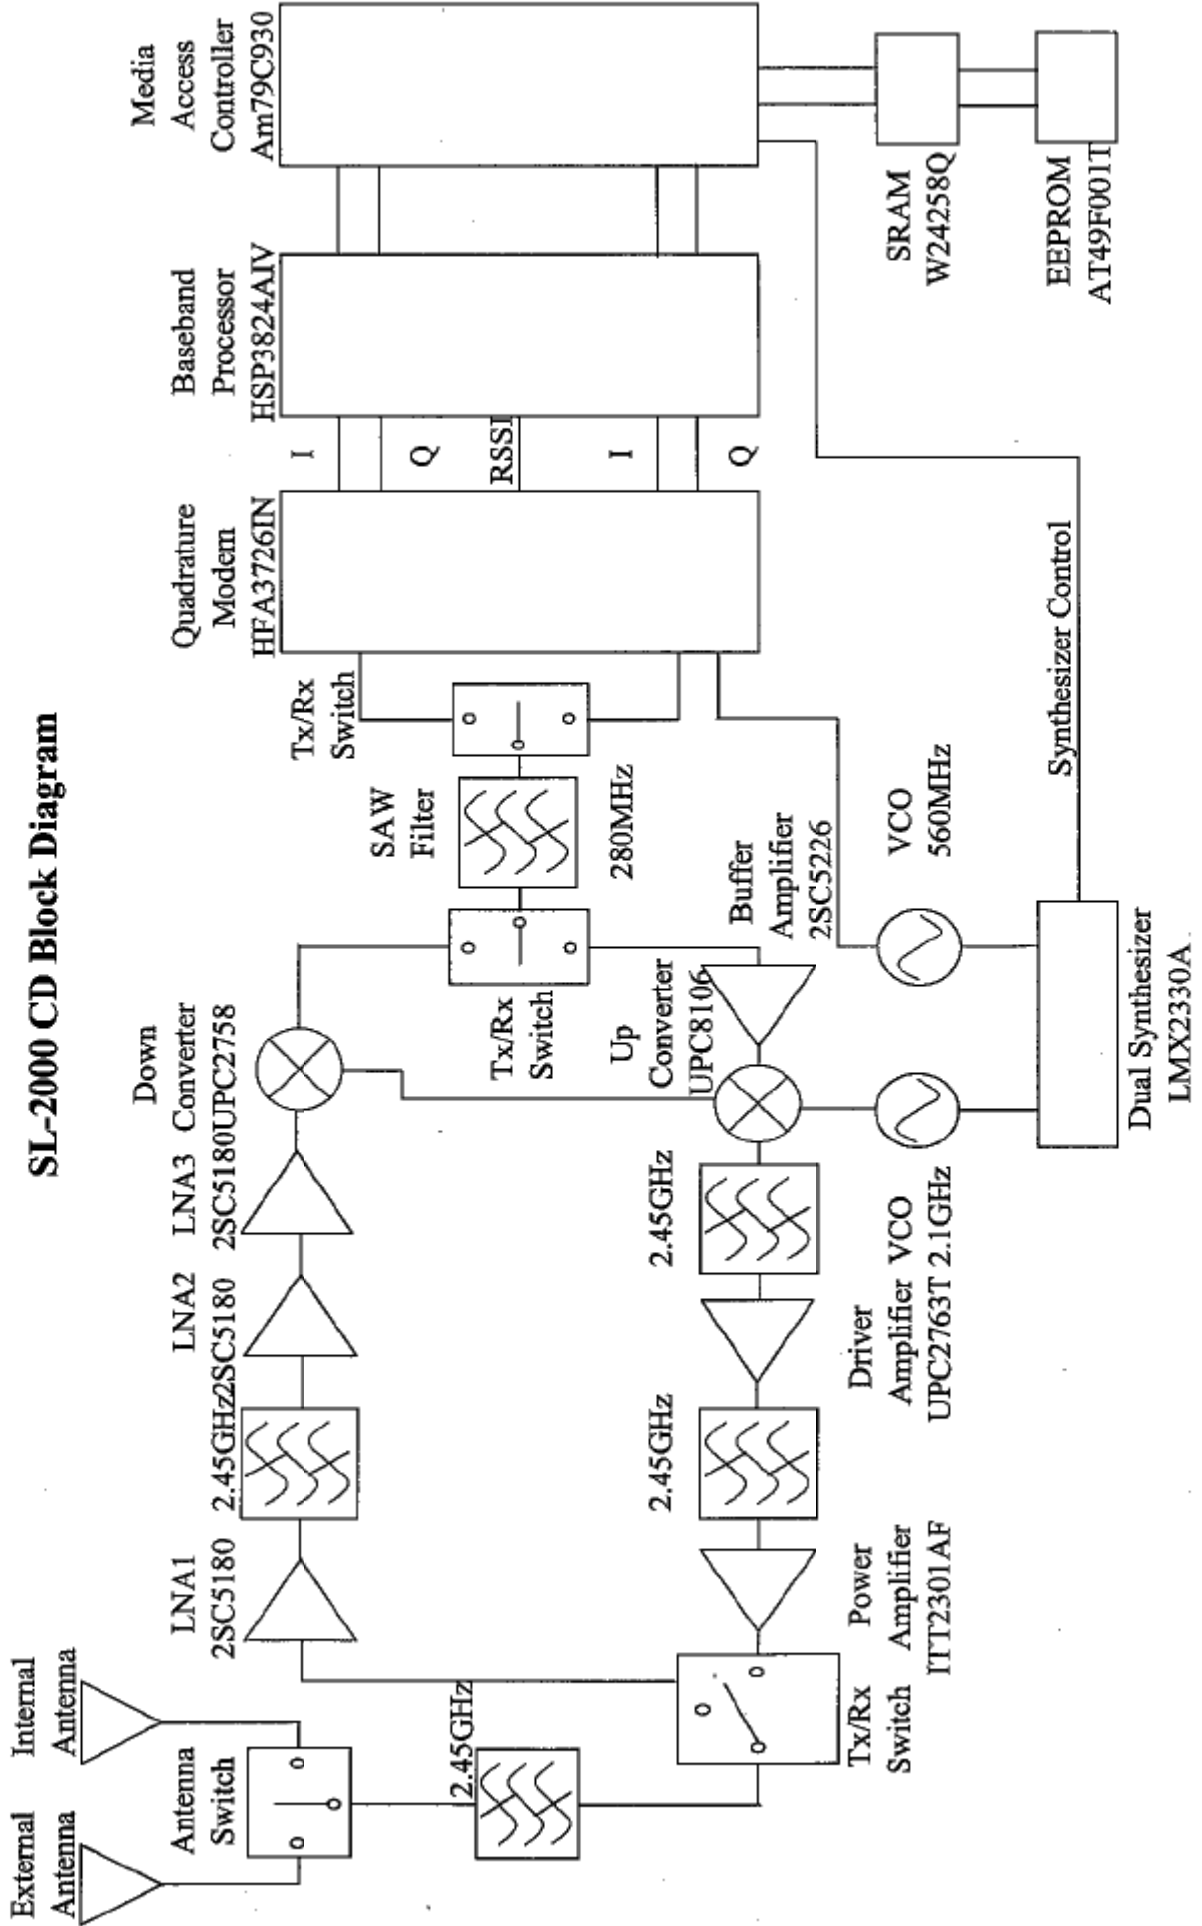 SL-2000 CD Block Diagram
External
Antenna
Internal
Antenna
Antenna
Switch
2.45GHz
LNA1
2SC5180
2.45GHz
LNA2
2SC5180
LNA3
2SC5180
Down
Converter
UPC2758
Tx/Rx
Switch
SAW
Filter
280MHz
Tx/Rx
Switch
Quadrature
Modem
HFA3726IN
I
Q
RSSI
I
Q
Baseband
Processor
HSP3824AIV
Media
Access
Controller
Am79C930
Tx/Rx
Switch
Power
Amplifier
ITT2301AF
2.45GHz
Driver
Amplifier
UPC2763T
2.45GHz
Up
Converter
UPC8106
Buffer
Amplifier
2SC5226
VCO
2.1GHz
VCO
560MHz
Dual Synthesizer
LMX2330A
Synthesizer Control
SRAM
W24258Q
EEPROM
AT49F001T